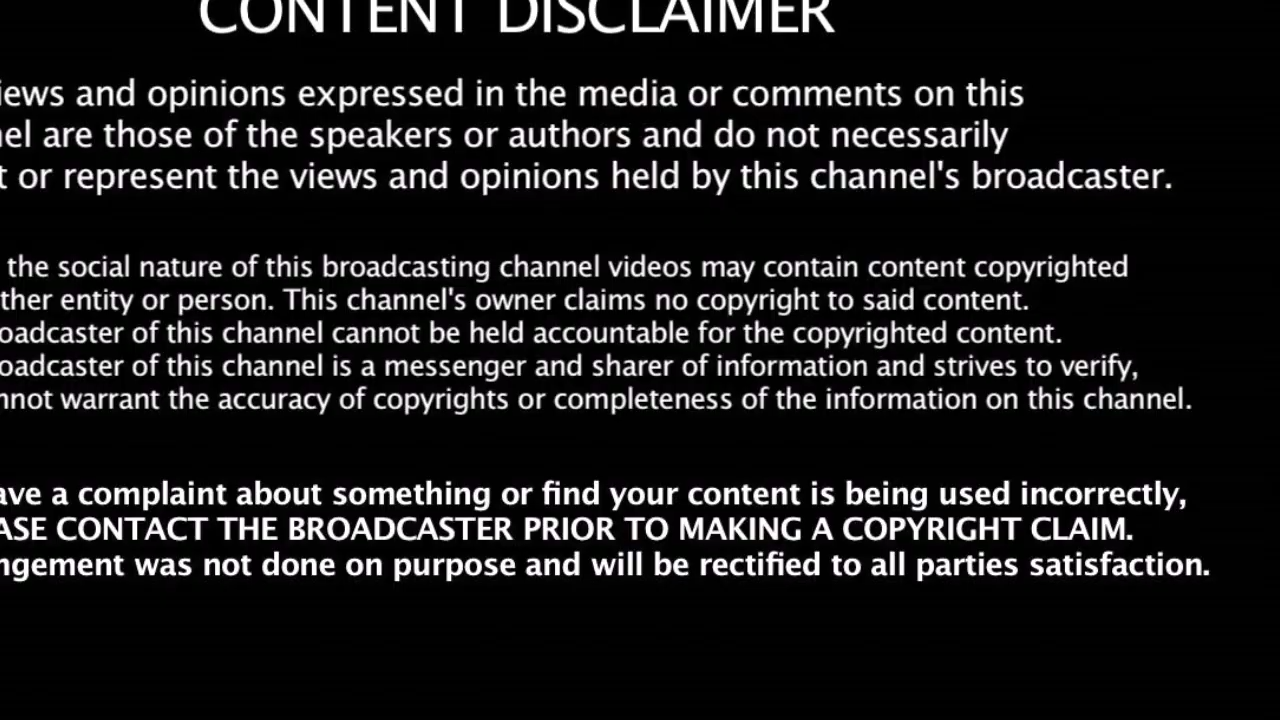 CONTENT DISCLAIMER
iews and opinions expressed in the media or comments on this
nel are those of the speakers or authors and do not necessarily
t or represent the views and opinions held by this channel's broadcaster.
the social nature of this broadcasting channel videos may contain content copyrighted
ther entity or person. This channel's owner claims no copyright to said content.
oadcaster of this channel cannot be held accountable for the copyrighted content.
oadcaster of this channel is a messenger and sharer of information and strives to verify,
nnot warrant the accuracy of copyrights or completeness of the information on this channel.
ave a complaint about something or find your content is being used incorrectly,
ASE CONTACT THE BROADCASTER PRIOR TO MAKING A COPYRIGHT CLAIM.
ngement was not done on purpose and will be rectified to all parties satisfaction.